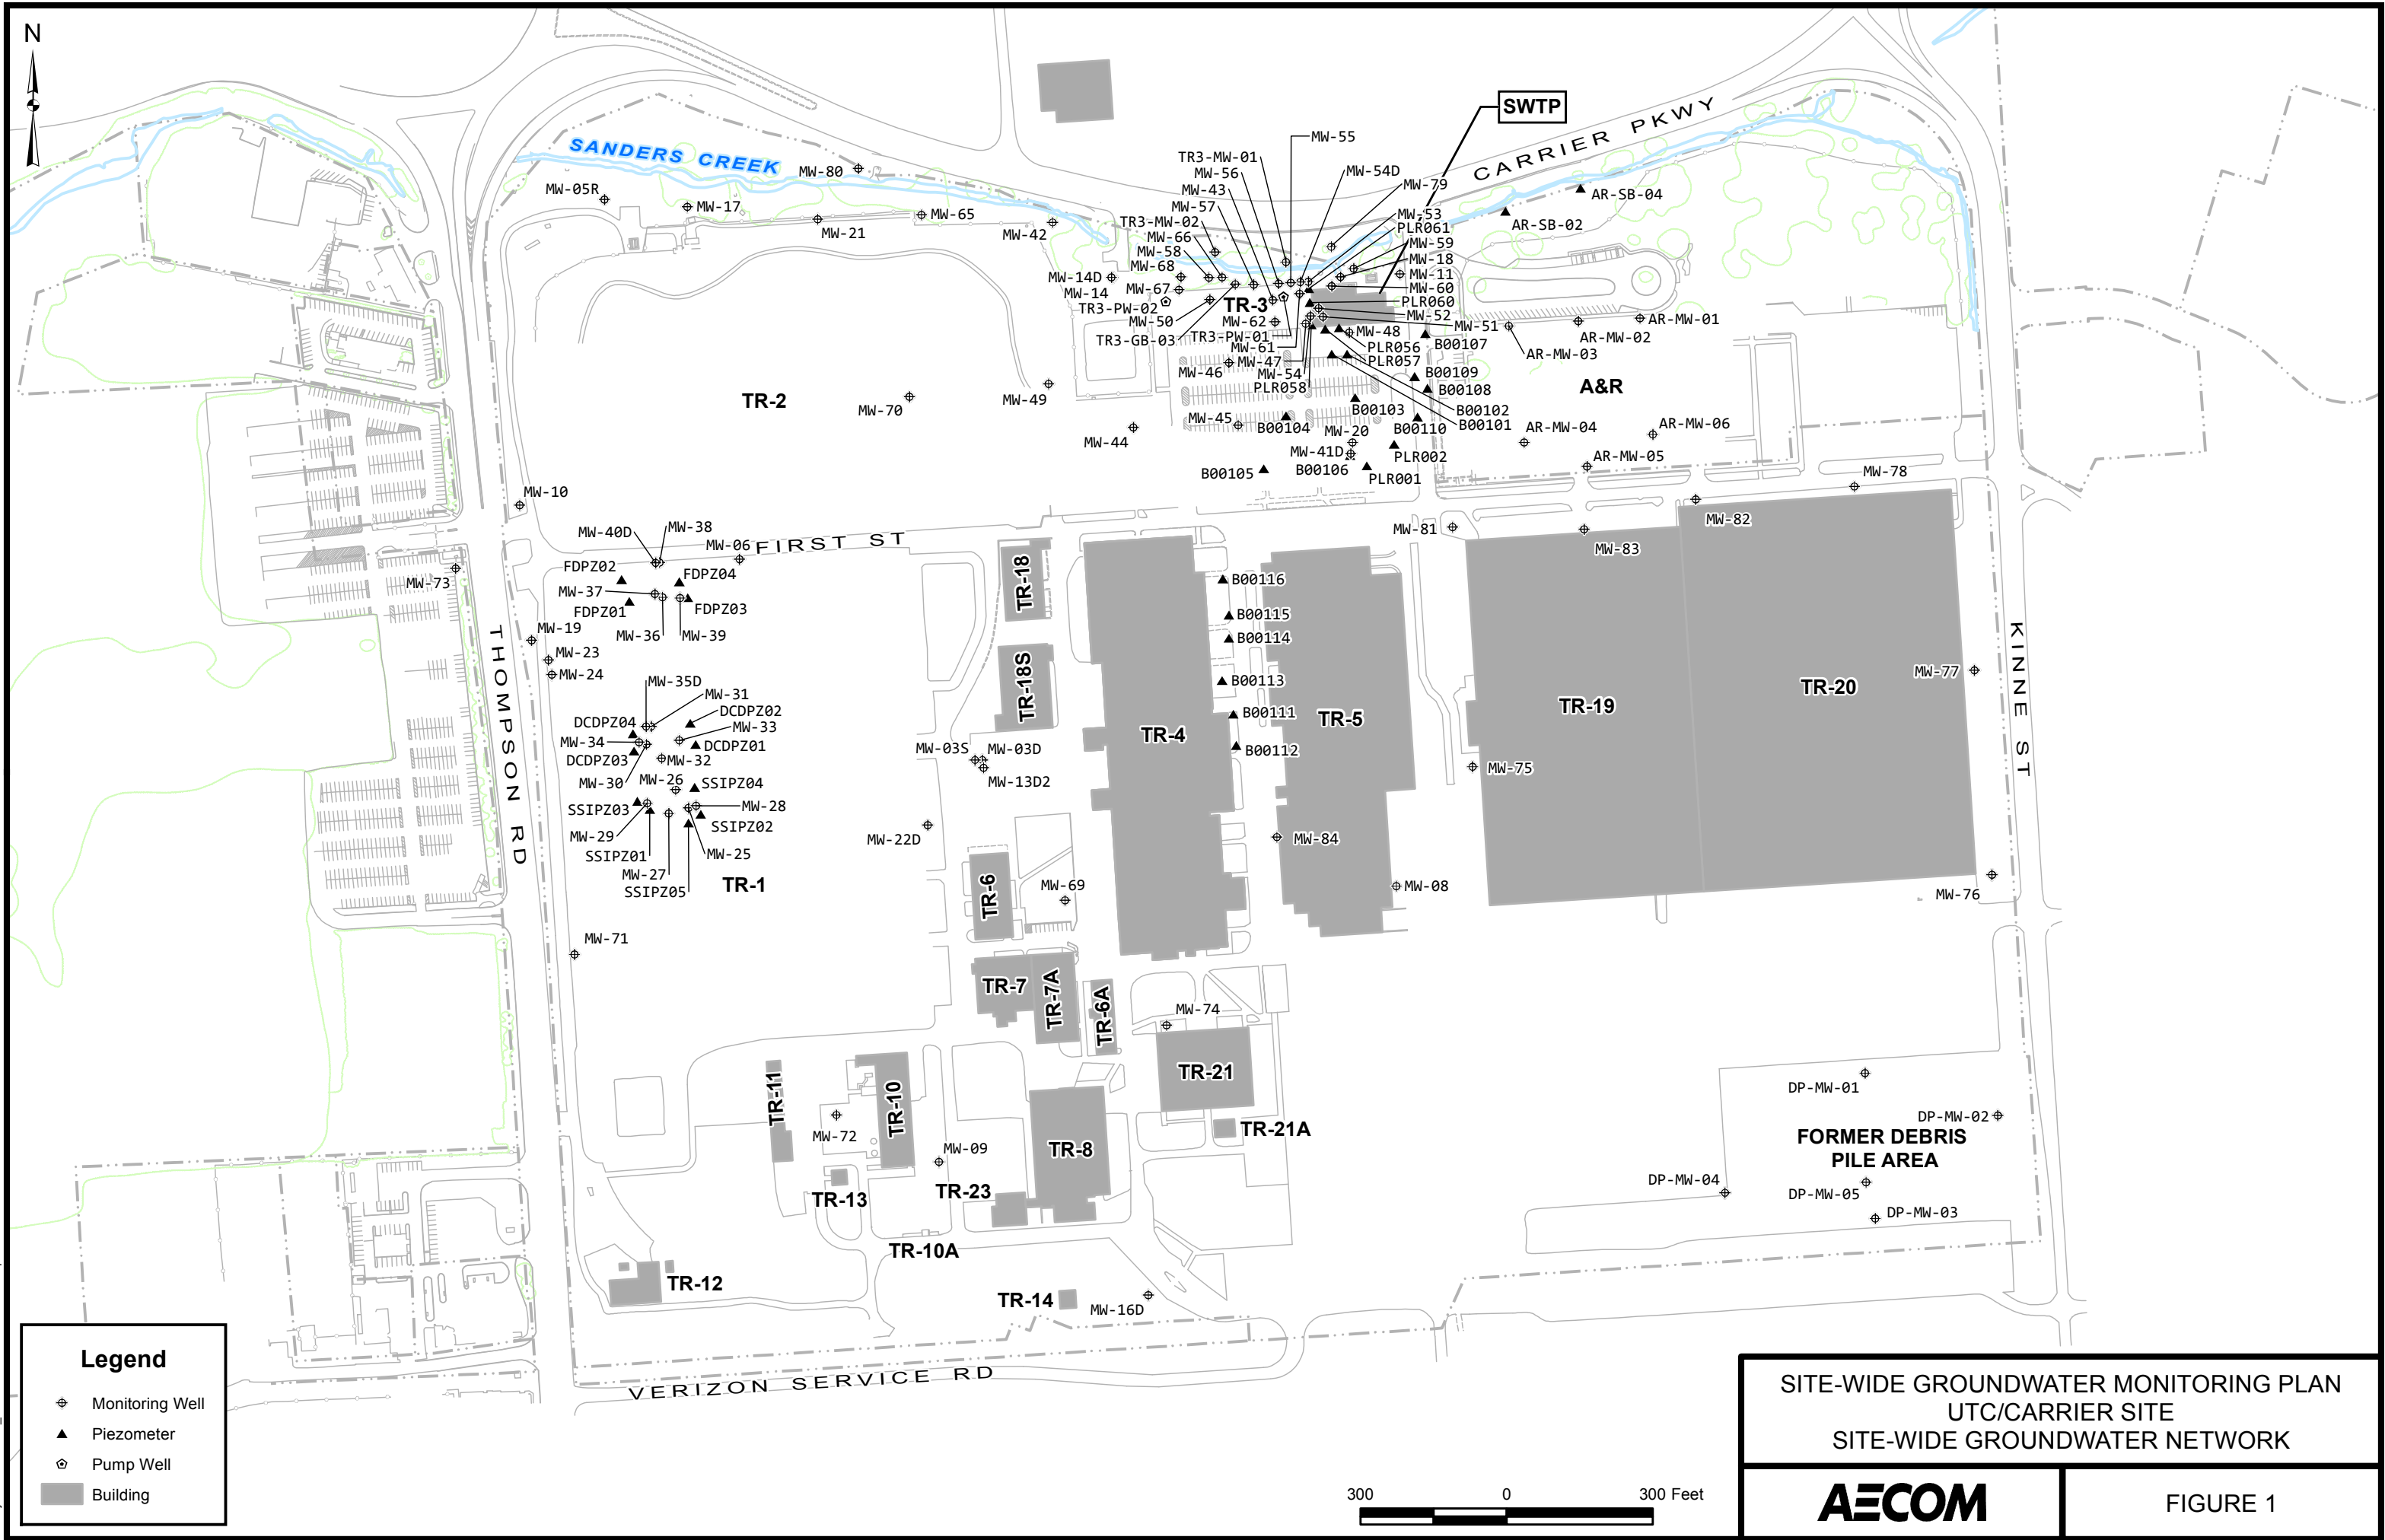 N
SWTP
CARRIER PKWY
SANDERS CREEK
MW-80
MW-05R
MW-17
MW-21
MW-65
MW-42
MW-55
TR3-MW-01
MW-56
MW-43
MW-57
TR3-MW-02
MW-66
MW-58
MW-68
MW-14D
MW-14
MW-67
TR3-PW-02
MW-50
TR3-GB-03
TR-3
MW-62
TR3-PW-01
MW-61
MW-47
MW-46
MW-54
PLR058
MW-54D
MW-79
MW-53
PLR061
MW-59
MW-18
MW-11
MW-60
PLR060
MW-52
MW-51
MW-48
PLR056
PLR057
B00107
B00109
B00108
B00102
B00101
B00103
B00110
B00104
MW-45
MW-20
MW-41D
B00106
B00105
PLR002
PLR001
MW-44
MW-49
MW-70
TR-2
AR-SB-04
AR-SB-02
AR-MW-01
AR-MW-02
AR-MW-03
A&R
AR-MW-04
AR-MW-06
AR-MW-05
MW-78
MW-82
MW-81
MW-83
MW-10
MW-73
MW-40D
MW-38
MW-06
FIRST ST
FDPZ02
FDPZ04
MW-37
FDPZ01
FDPZ03
MW-36
MW-39
MW-19
MW-23
MW-24
THOMPSON RD
MW-35D
MW-31
DCDPZ02
DCDPZ04
MW-33
MW-34
DCDPZ01
DCDPZ03
MW-32
MW-30
MW-26
SSIPZ04
SSIPZ03
MW-28
MW-29
SSIPZ02
SSIPZ01
MW-25
MW-27
SSIPZ05
TR-1
MW-71
TR-18
TR-18S
MW-03S
MW-03D
MW-13D2
MW-22D
TR-6
MW-69
TR-4
B00116
B00115
B00114
B00113
B00111
B00112
TR-5
MW-84
MW-08
MW-75
TR-19
TR-20
MW-77
KINNE ST
MW-76
TR-7
TR-7A
TR-6A
MW-74
TR-21
TR-21A
TR-11
TR-10
MW-72
MW-09
TR-8
TR-13
TR-23
TR-10A
TR-12
TR-14
MW-16D
DP-MW-01
DP-MW-02
FORMER DEBRIS
PILE AREA
DP-MW-04
DP-MW-05
DP-MW-03
VERIZON SERVICE RD
Legend
Monitoring Well
Piezometer
Pump Well
Building
300 0 300 Feet
SITE-WIDE GROUNDWATER MONITORING PLAN
UTC/CARRIER SITE
SITE-WIDE GROUNDWATER NETWORK
AECOM
FIGURE 1